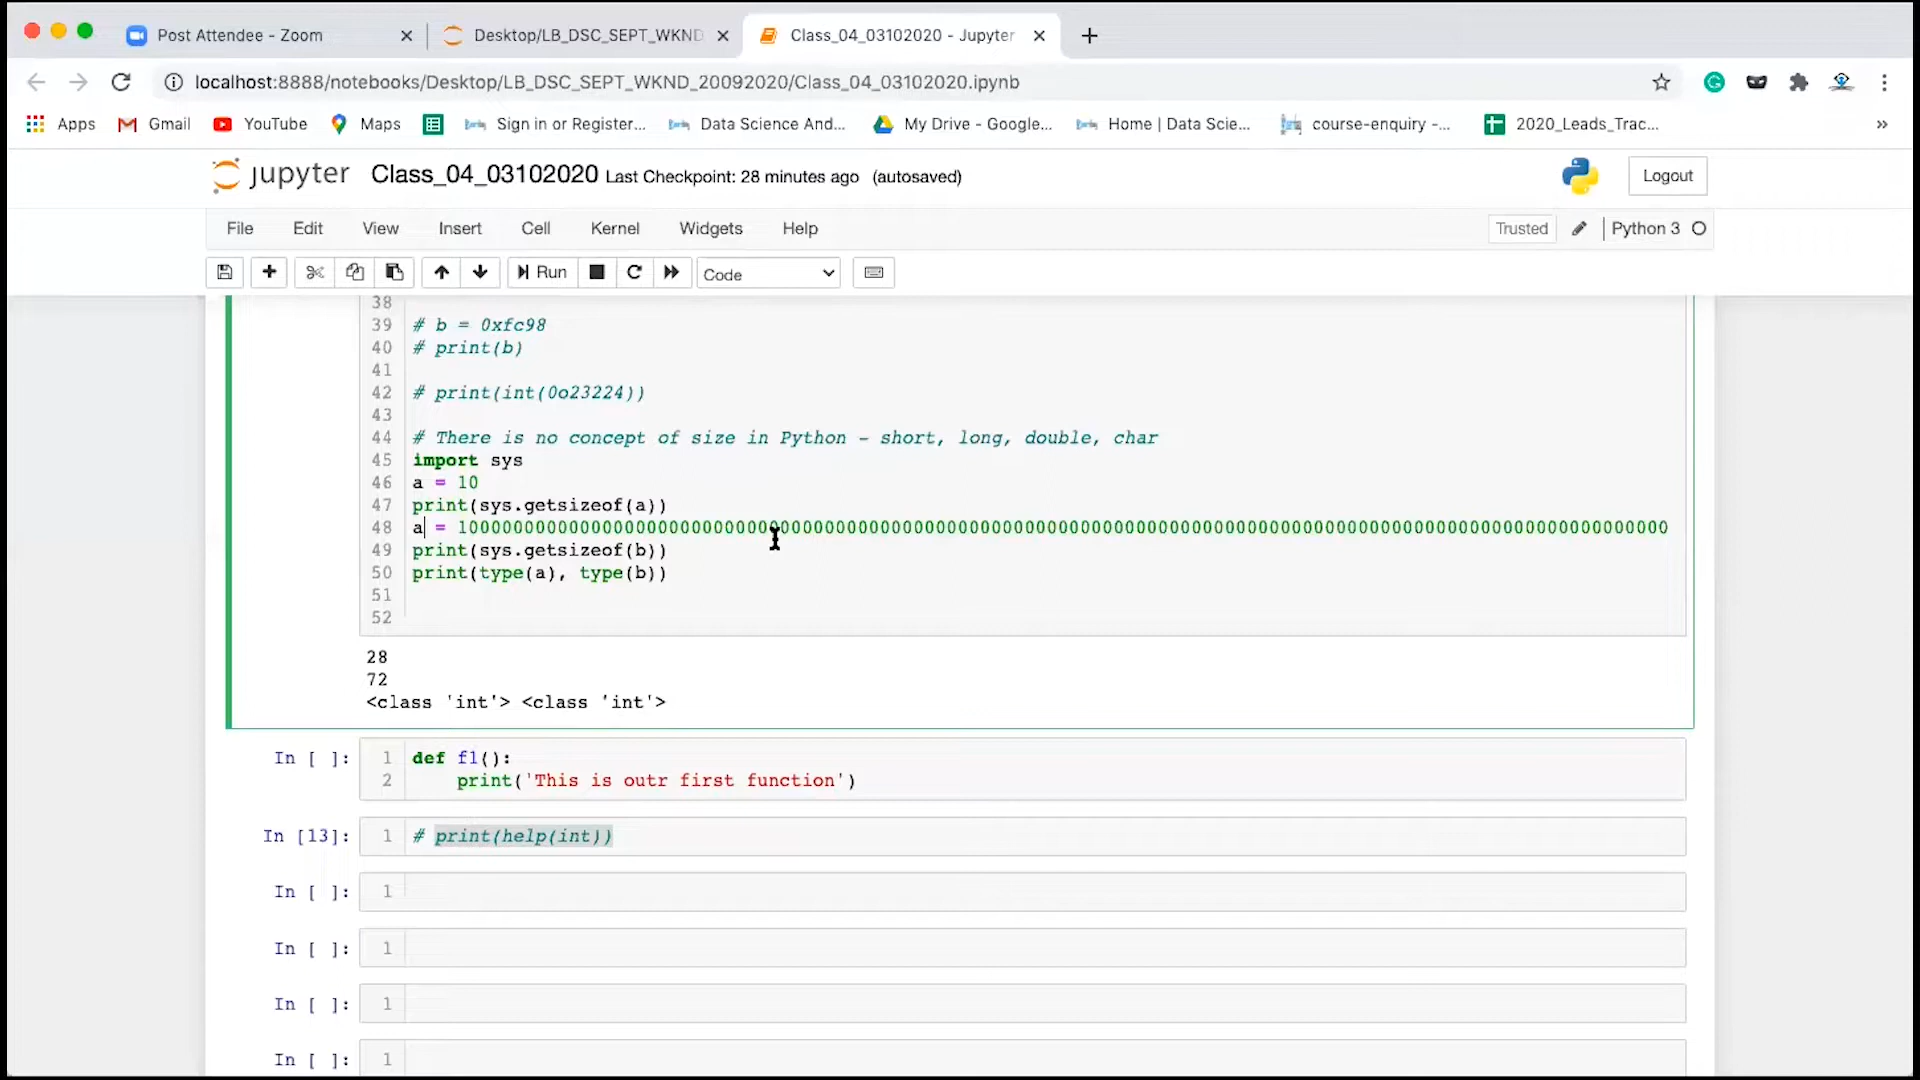 Post Attendee - Zoom
Desktop/LB_DSC_SEPT_WKND
Class_04_03102020 - Jupyter
localhost:8888/notebooks/Desktop/LB_DSC_SEPT_WKND_20092020/Class_04_03102020.ipynb
Apps Gmail YouTube Maps Sign in or Register... Data Science And... My Drive - Google... Home | Data Scie... course-enquiry -... 2020_Leads_Trac... »
jupyter Class_04_03102020 Last Checkpoint: 28 minutes ago (autosaved) Logout
File Edit View Insert Cell Kernel Widgets Help Trusted Python 3
Run Code
38
39 # b = 0xfc98
40 # print(b)
41
42 # print(int(0o23224))
43
44 # There is no concept of size in Python - short, long, double, char
45 import sys
46 a = 10
47 print(sys.getsizeof(a))
48 a = 1000000000000000000000000000000000000000000000000000000000000000000000000000000000000000000000000000000000000
49 print(sys.getsizeof(b))
50 print(type(a), type(b))
51
52
28
72
<class 'int'> <class 'int'>
In [ ]: 1 def f1():
2 print('This is outr first function')
In [13]: 1 # print(help(int))
In [ ]: 1
In [ ]: 1
In [ ]: 1
In [ ]: 1